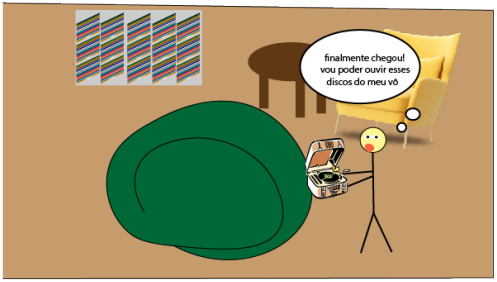 finalmente chegou!
vou poder ouvir esses
discos do meu vô